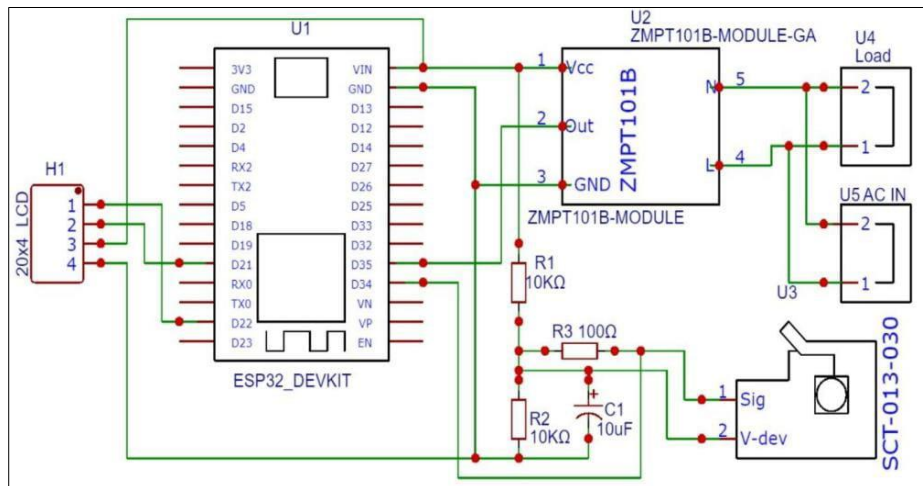 U1
U2
ZMPT101B-MODULE-GA
U4
Load
3V3
GND
D15
D2
D4
RX2
TX2
D5
D18
D19
D21
RX0
TX0
D22
D23
VIN
GND
D13
D12
D14
D27
D26
D25
D33
D32
D35
D34
VN
VP
EN
ESP32_DEVKIT
H1
20x4 LCD
1
2
3
4
1
Vcc
2
Out
3
GND
ZMPT101B
N
5
L
4
ZMPT101B-MODULE
2
1
U5 AC IN
2
1
U3
R1
10KΩ
R3 100Ω
R2
10KΩ
C1
+
10uF
1
Sig
2
V-dev
SCT-013-030